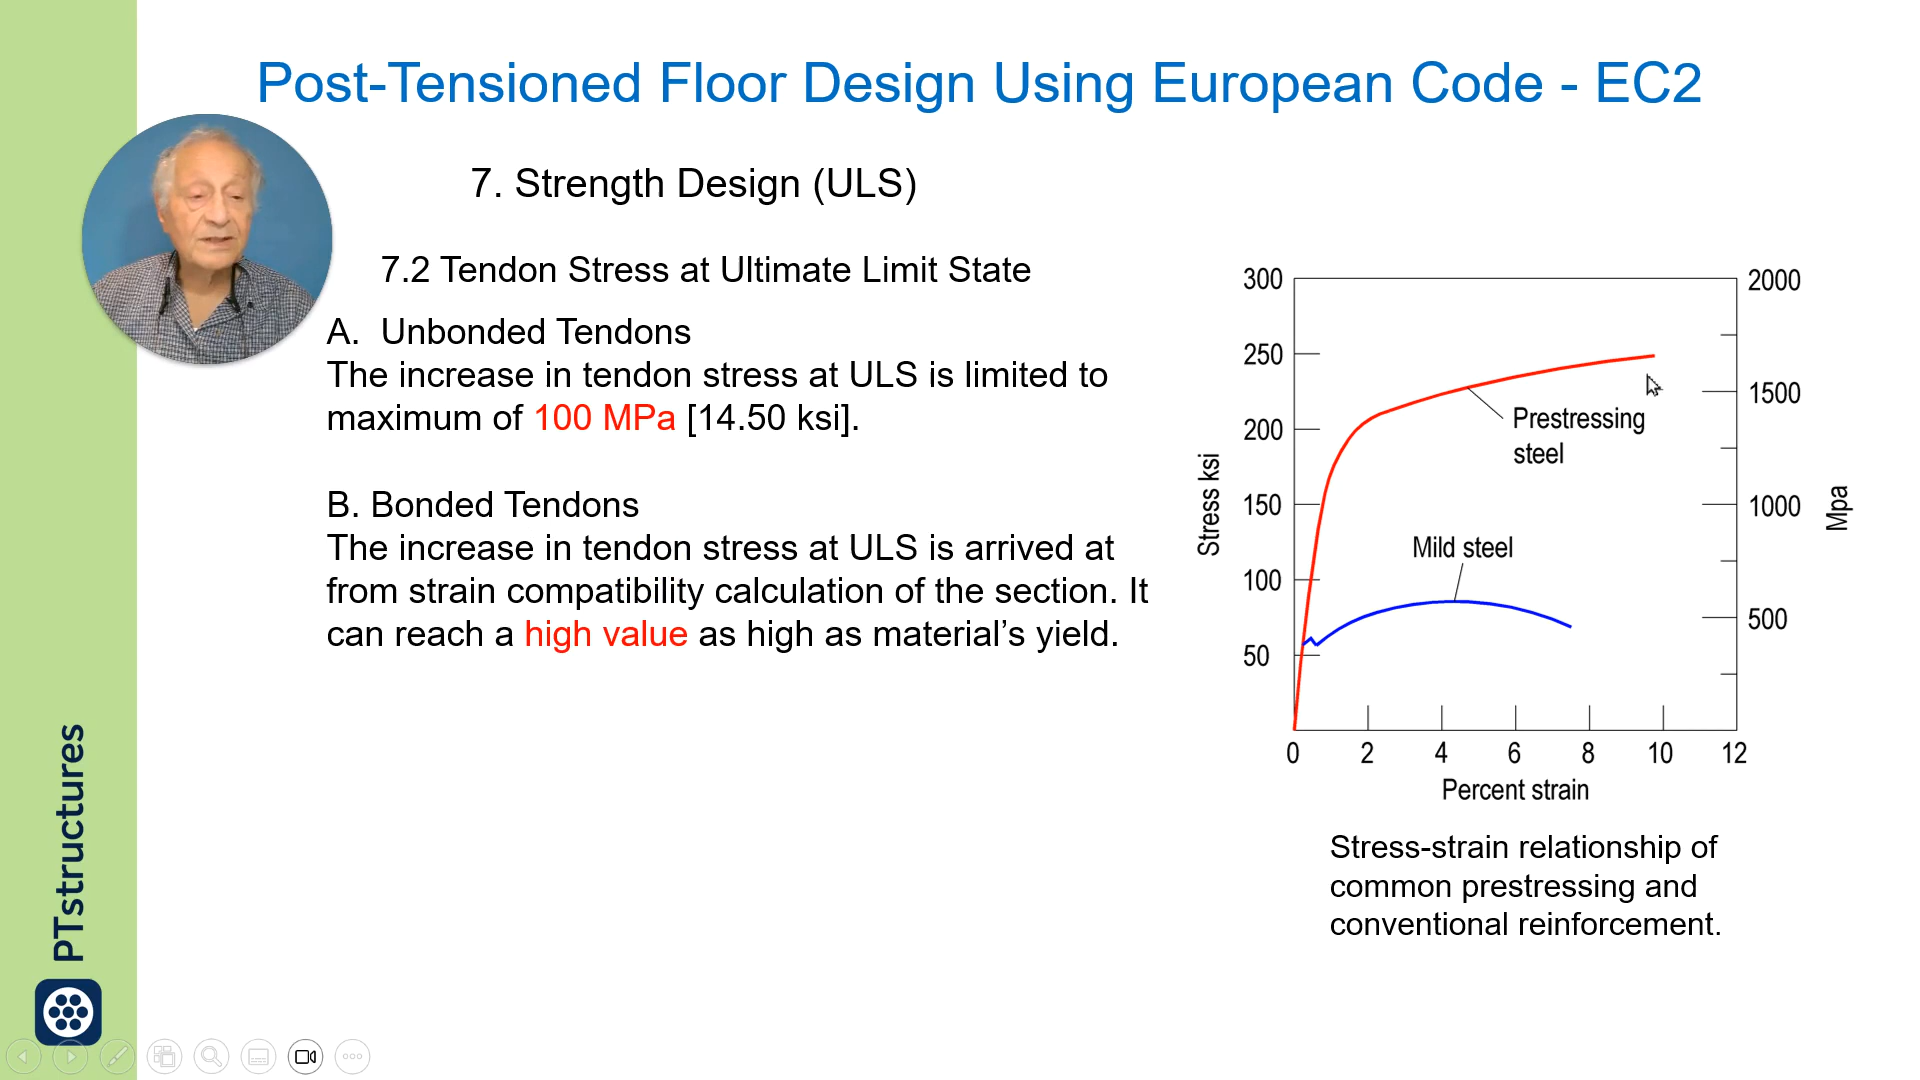 Post-Tensioned Floor Design Using European Code - EC2
7. Strength Design (ULS)
7.2 Tendon Stress at Ultimate Limit State
A. Unbonded Tendons
The increase in tendon stress at ULS is limited to
maximum of 100 MPa [14.50 ksi].
B. Bonded Tendons
The increase in tendon stress at ULS is arrived at
from strain compatibility calculation of the section. It
can reach a high value as high as material’s yield.
300
250
200
150
100
50
Stress ksi
2000
1500
1000
500
Mpa
Prestressing
steel
Mild steel
0 2 4 6 8 10 12
Percent strain
Stress-strain relationship of
common prestressing and
conventional reinforcement.
PTstructures